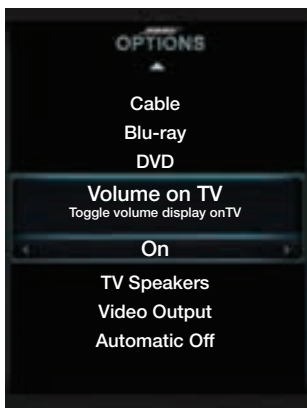 OPTIONS
Cable
Blu-ray
DVD
Volume on TV
Toggle volume display onTV
On
TV Speakers
Video Output
Automatic Off